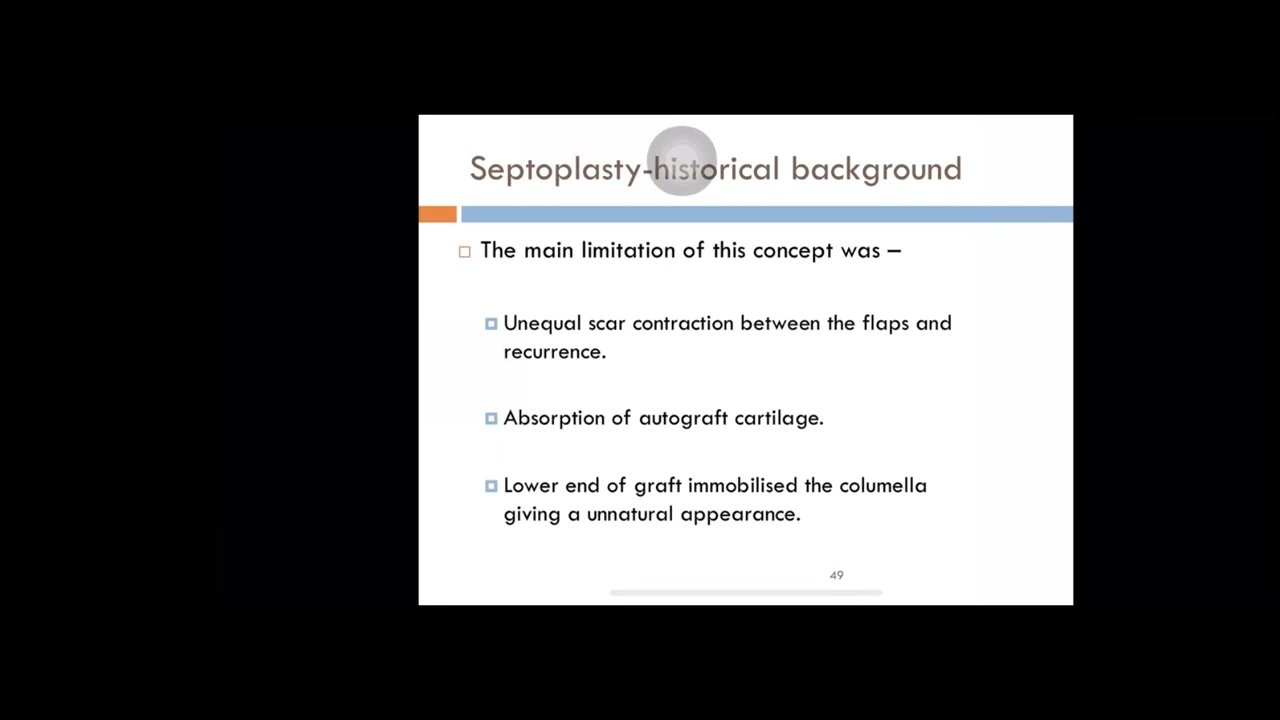 Septoplasty-historical background
The main limitation of this concept was –
Unequal scar contraction between the flaps and
recurrence.
Absorption of autograft cartilage.
Lower end of graft immobilised the columella
giving a unnatural appearance.
49